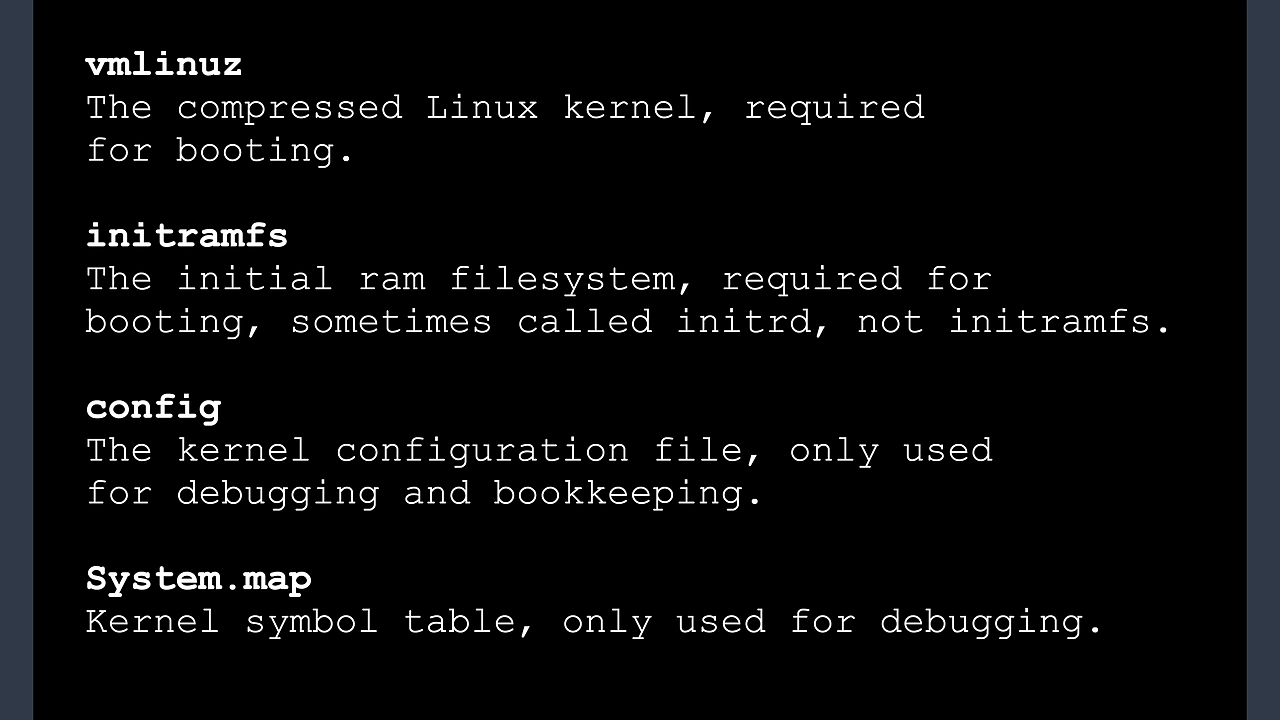 vmlinuz
The compressed Linux kernel, required
for booting.
initramfs
The initial ram filesystem, required for
booting, sometimes called initrd, not initramfs.
config
The kernel configuration file, only used
for debugging and bookkeeping.
System.map
Kernel symbol table, only used for debugging.